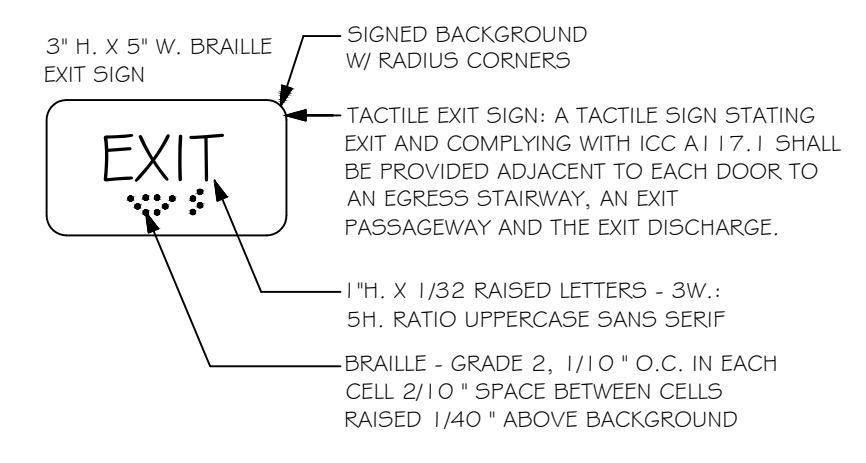 3" H. X 5" W. BRAILLE
EXIT SIGN
EXIT
SIGNED BACKGROUND
W/ RADIUS CORNERS
TACTILE EXIT SIGN: A TACTILE SIGN STATING
EXIT AND COMPLYING WITH ICC A117.1 SHALL
BE PROVIDED ADJACENT TO EACH DOOR TO
AN EGRESS STAIRWAY, AN EXIT
PASSAGEWAY AND THE EXIT DISCHARGE.
1"H. X 1/32 RAISED LETTERS - 3W.:
5H. RATIO UPPERCASE SANS SERIF
BRAILLE - GRADE 2, 1/10 " O.C. IN EACH
CELL 2/10 " SPACE BETWEEN CELLS
RAISED 1/40 " ABOVE BACKGROUND